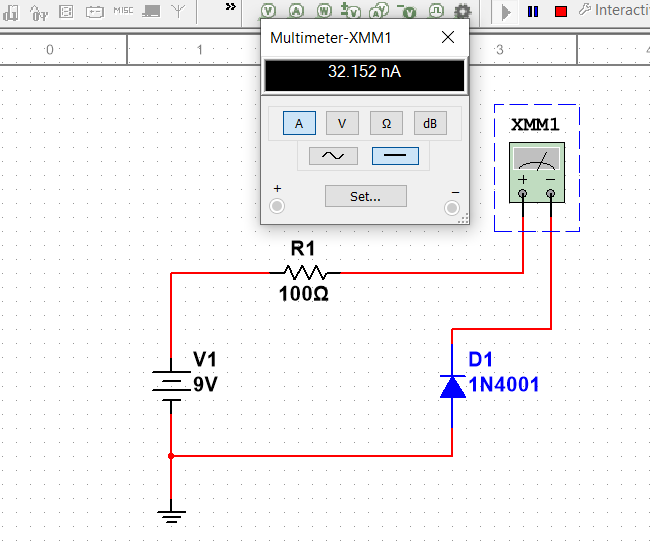 MISC
»
V
A
W
V
A
V
Interacti
0
1
3
4
Multimeter-XMM1
32.152 nA
A
V
Ω
dB
+
Set...
−
XMM1
+ −
R1
100Ω
V1
9V
D1
1N4001